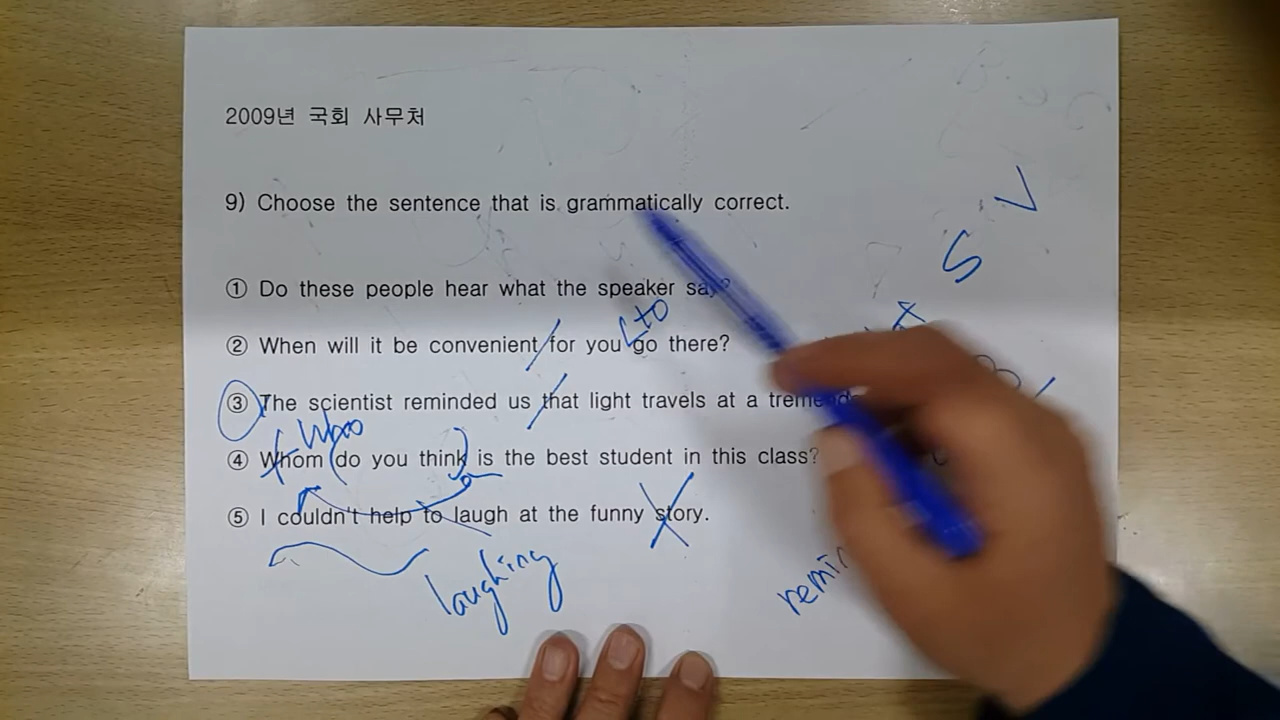 2009년 국회 사무처
9) Choose the sentence that is grammatically correct.
① Do these people hear what the speaker say?
② When will it be convenient for you go there?
to
③ The scientist reminded us that light travels at a
Who
④ Whom do you think is the best student in this class?
⑤ I couldn't help to laugh at the funny story.
laughing
S V